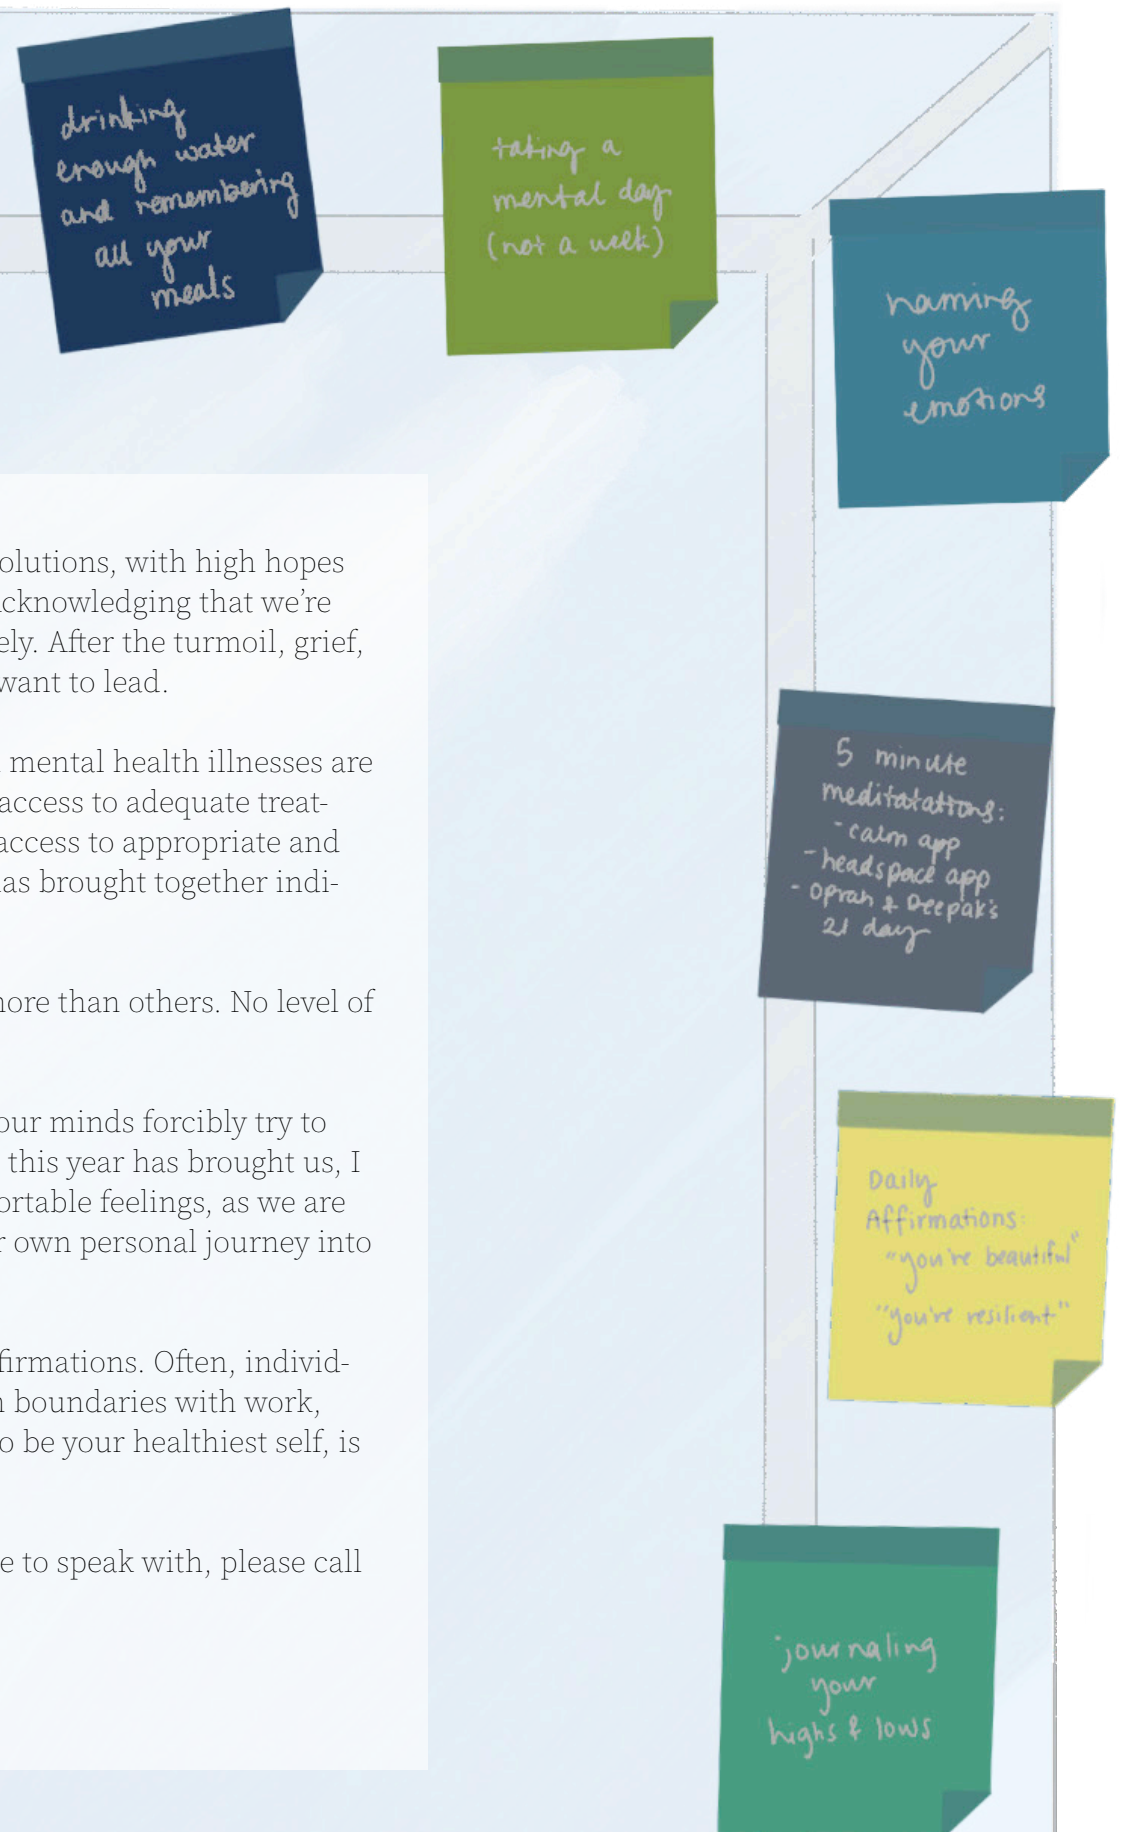 drinking
enough water
and remembering
all your
meals
taking a
mental day
(not a week)
naming
your
emotions
olutions, with high hopes
cknowledging that we're
ely. After the turmoil, grief,
want to lead.
mental health illnesses are
access to adequate treat-
access to appropriate and
as brought together indi-
more than others. No level of
our minds forcibly try to
this year has brought us, I
ortable feelings, as we are
r own personal journey into
firmations. Often, individ-
n boundaries with work,
o be your healthiest self, is
e to speak with, please call
5 minute
meditatations:
- calm app
- headspace app
- Oprah & Deepak's
21 day
Daily
Affirmations:
"you're beautiful"
"you're resilient"
journaling
your
highs & lows